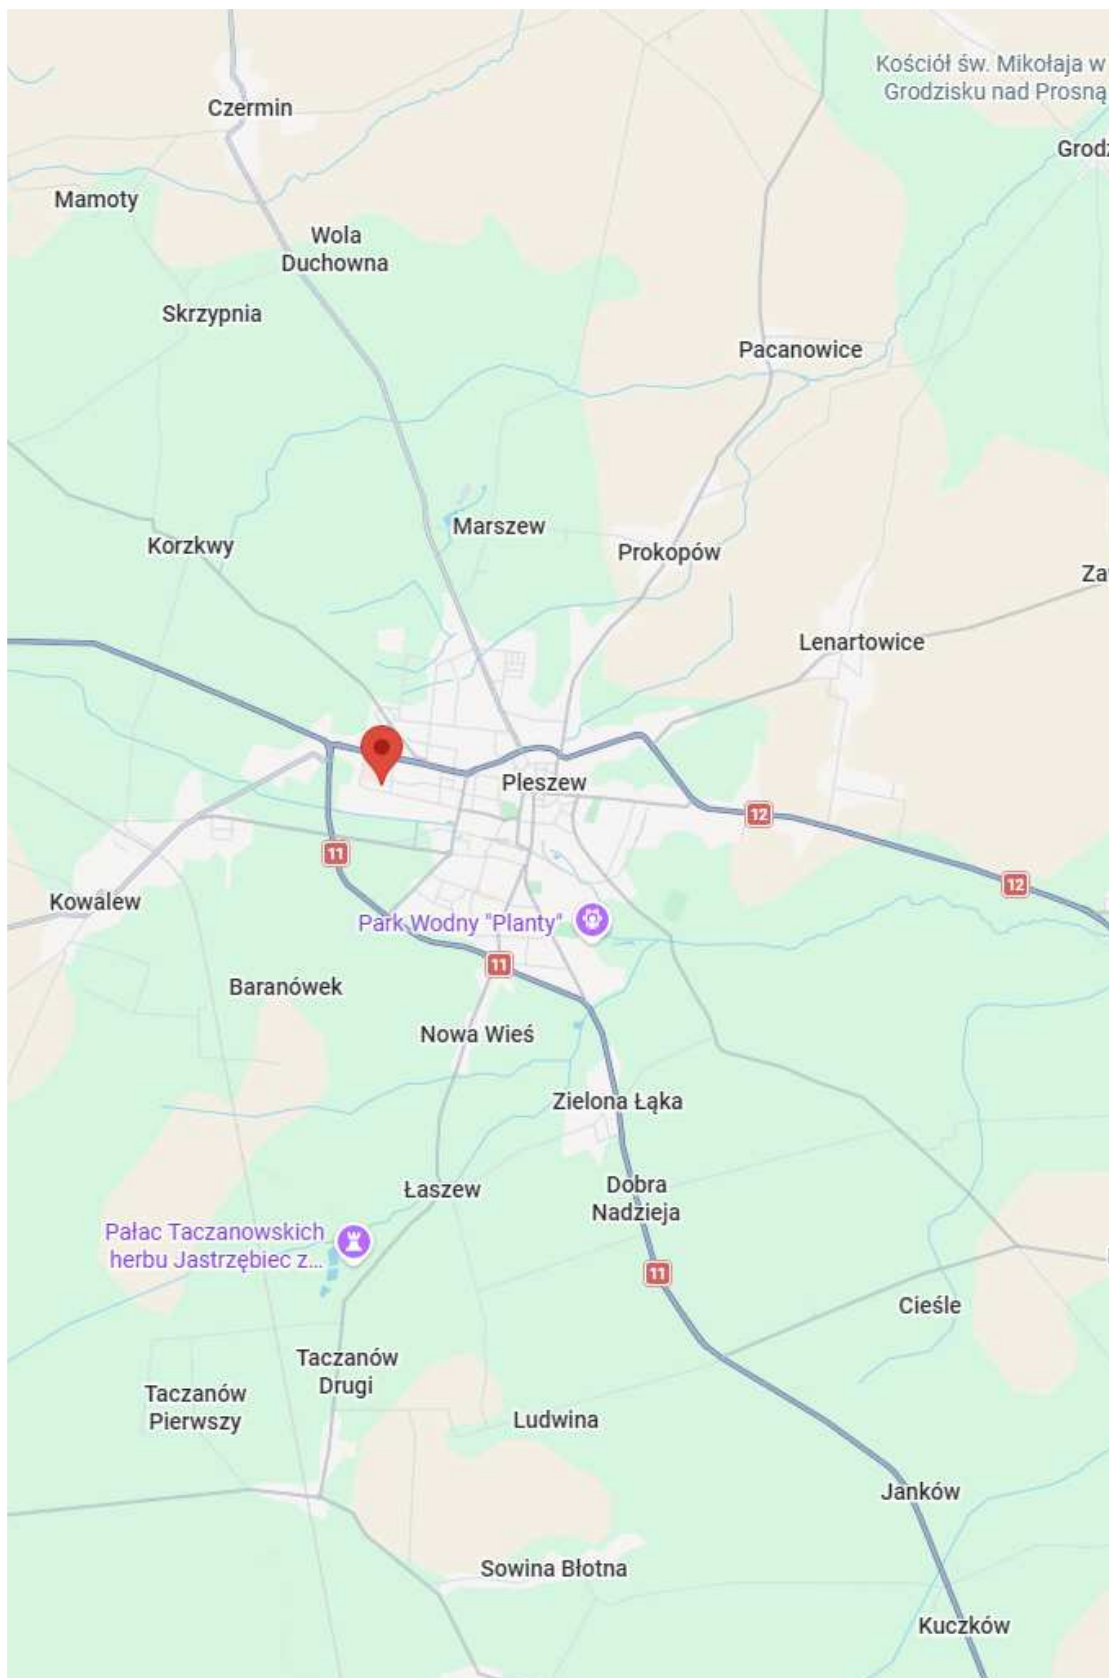 Kościół św. Mikołaja w
Grodzisku nad Prosną
Czermin
Grodz
Mamoty
Wola
Duchowna
Skrzypnia
Pacanowice
Marszew
Korzkwy
Prokopów
Za
Lenartowice
Pleszew
12
11
12
Kowalew
Park Wodny "Planty"
11
Baranówek
Nowa Wieś
Zielona Łąka
Łaszew
Dobra
Nadzieja
Pałac Taczanowskich
herbu Jastrzębiec z...
11
Cieśle
Taczanów
Drugi
Taczanów
Pierwszy
Ludwina
Janków
Sowina Błotna
Kuczków